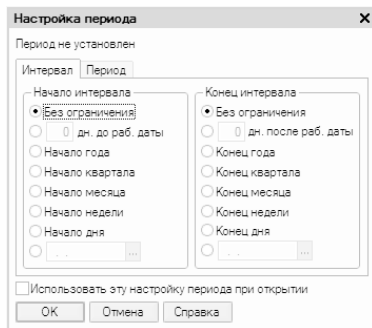 Настройка периода
Период не установлен
Интервал Период
Начало интервала
Без ограничения
0 дн. до раб. даты
Начало года
Начало квартала
Начало месяца
Начало недели
Начало дня
. . ...
Конец интервала
Без ограничения
0 дн. после раб. даты
Конец года
Конец квартала
Конец месяца
Конец недели
Конец дня
. . ...
Использовать эту настройку периода при открытии
OK Отмена Справка